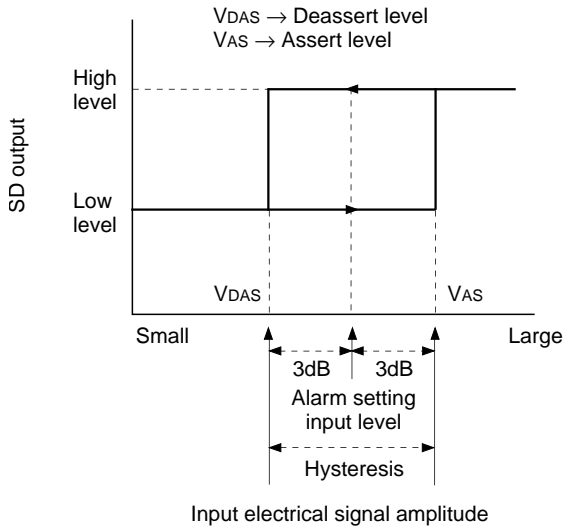 VDAS → Deassert level
VAS → Assert level
High
level
SD output
Low
level
VDAS
VAS
Small
Large
3dB
3dB
Alarm setting
input level
Hysteresis
Input electrical signal amplitude